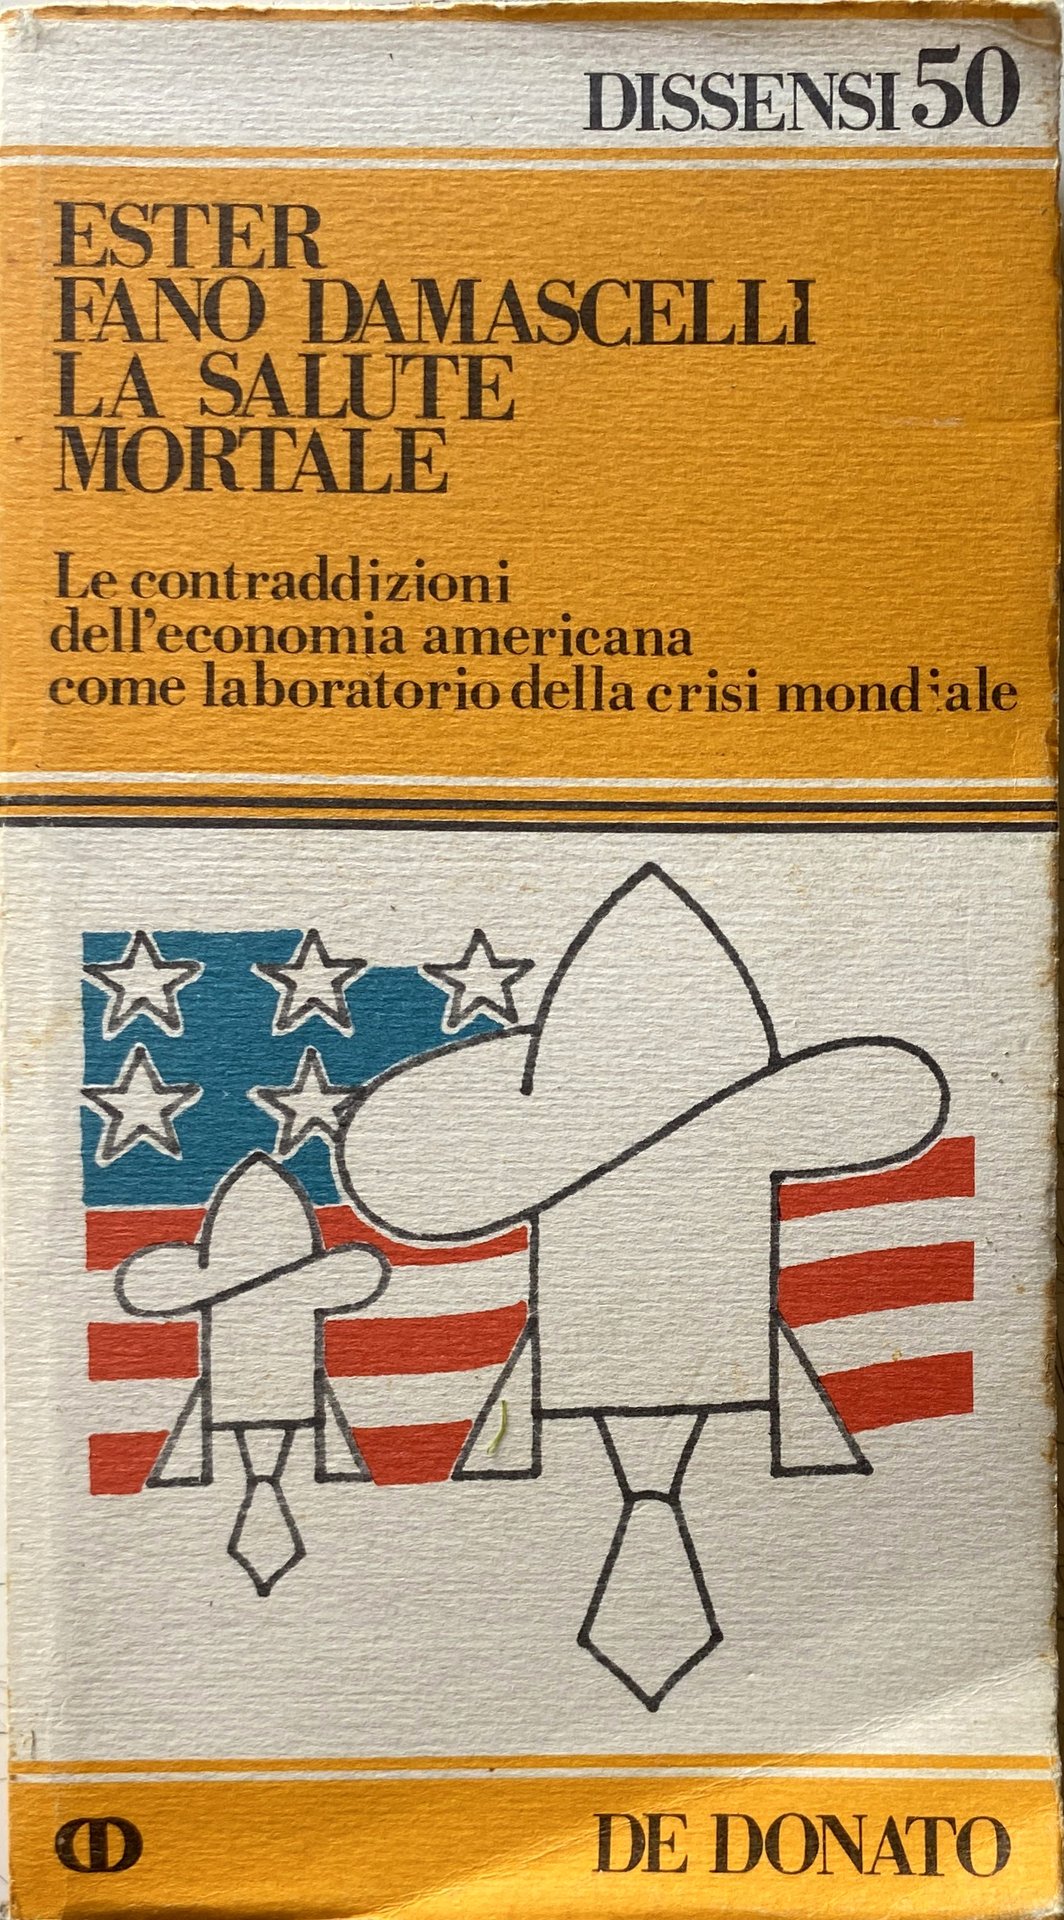 DISSENSI 50
ESTER
FANO DAMASCELLI
LA SALUTE
MORTALE
Le contraddizioni
dell'economia americana
come laboratorio della crisi mondiale
DE DONATO